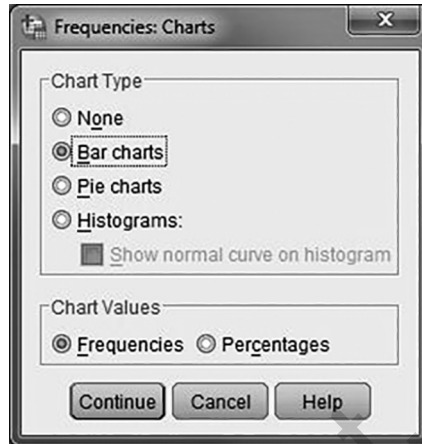 Frequencies: Charts
Chart Type
None
Bar charts
Pie charts
Histograms:
Show normal curve on histogram
Chart Values
Frequencies Percentages
Continue Cancel Help